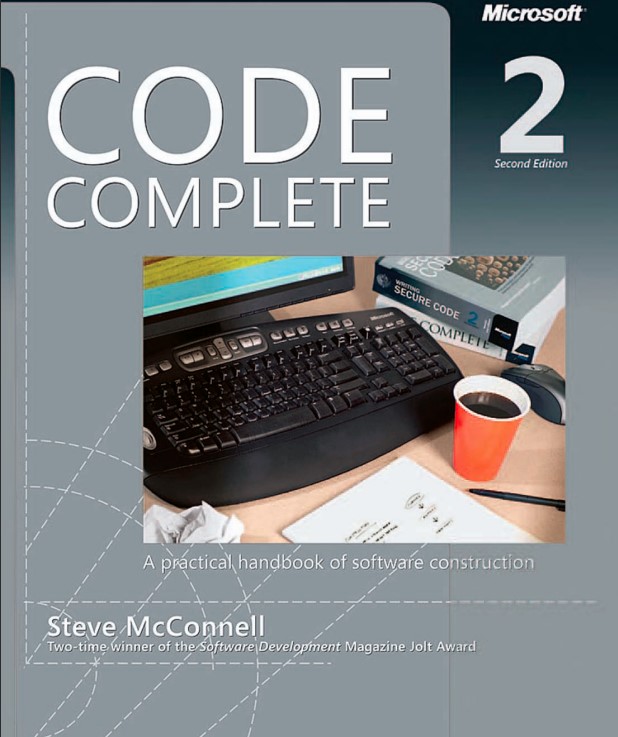 Microsoft
CODE
COMPLETE
2
Second Edition
WRITING
SECURE CODE 2
COMPLETE
Microsoft
A practical handbook of software construction
Steve McConnell
Two-time winner of the Software Development Magazine Jolt Award